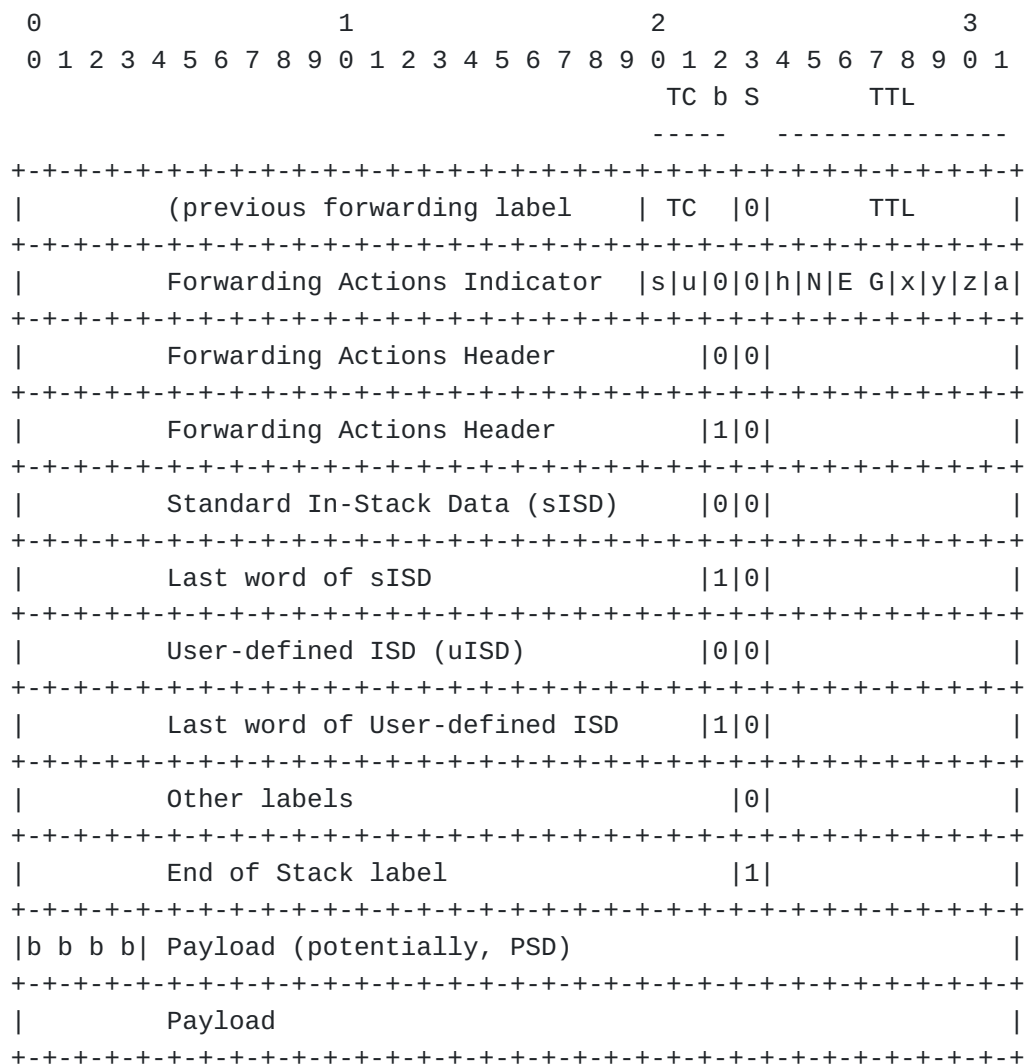 0                   1                   2                   3
 0 1 2 3 4 5 6 7 8 9 0 1 2 3 4 5 6 7 8 9 0 1 2 3 4 5 6 7 8 9 0 1
                                          TC b S       TTL
                                         -----   ---------------
+-+-+-+-+-+-+-+-+-+-+-+-+-+-+-+-+-+-+-+-+-+-+-+-+-+-+-+-+-+-+-+-+
|         (previous forwarding label    | TC  |0|      TTL      |
+-+-+-+-+-+-+-+-+-+-+-+-+-+-+-+-+-+-+-+-+-+-+-+-+-+-+-+-+-+-+-+-+
|         Forwarding Actions Indicator  |s|u|0|0|h|N|E G|x|y|z|a|
+-+-+-+-+-+-+-+-+-+-+-+-+-+-+-+-+-+-+-+-+-+-+-+-+-+-+-+-+-+-+-+-+
|         Forwarding Actions Header         |0|0|               |
+-+-+-+-+-+-+-+-+-+-+-+-+-+-+-+-+-+-+-+-+-+-+-+-+-+-+-+-+-+-+-+-+
|         Forwarding Actions Header         |1|0|               |
+-+-+-+-+-+-+-+-+-+-+-+-+-+-+-+-+-+-+-+-+-+-+-+-+-+-+-+-+-+-+-+-+
|         Standard In-Stack Data (sISD)     |0|0|               |
+-+-+-+-+-+-+-+-+-+-+-+-+-+-+-+-+-+-+-+-+-+-+-+-+-+-+-+-+-+-+-+-+
|         Last word of sISD                 |1|0|               |
+-+-+-+-+-+-+-+-+-+-+-+-+-+-+-+-+-+-+-+-+-+-+-+-+-+-+-+-+-+-+-+-+
|         User-defined ISD (uISD)           |0|0|               |
+-+-+-+-+-+-+-+-+-+-+-+-+-+-+-+-+-+-+-+-+-+-+-+-+-+-+-+-+-+-+-+-+
|         Last word of User-defined ISD     |1|0|               |
+-+-+-+-+-+-+-+-+-+-+-+-+-+-+-+-+-+-+-+-+-+-+-+-+-+-+-+-+-+-+-+-+
|         Other labels                        |0|               |
+-+-+-+-+-+-+-+-+-+-+-+-+-+-+-+-+-+-+-+-+-+-+-+-+-+-+-+-+-+-+-+-+
|         End of Stack label                  |1|               |
+-+-+-+-+-+-+-+-+-+-+-+-+-+-+-+-+-+-+-+-+-+-+-+-+-+-+-+-+-+-+-+-+
|b b b b| Payload (potentially, PSD)                            |
+-+-+-+-+-+-+-+-+-+-+-+-+-+-+-+-+-+-+-+-+-+-+-+-+-+-+-+-+-+-+-+-+
|         Payload                                               |
+-+-+-+-+-+-+-+-+-+-+-+-+-+-+-+-+-+-+-+-+-+-+-+-+-+-+-+-+-+-+-+-+